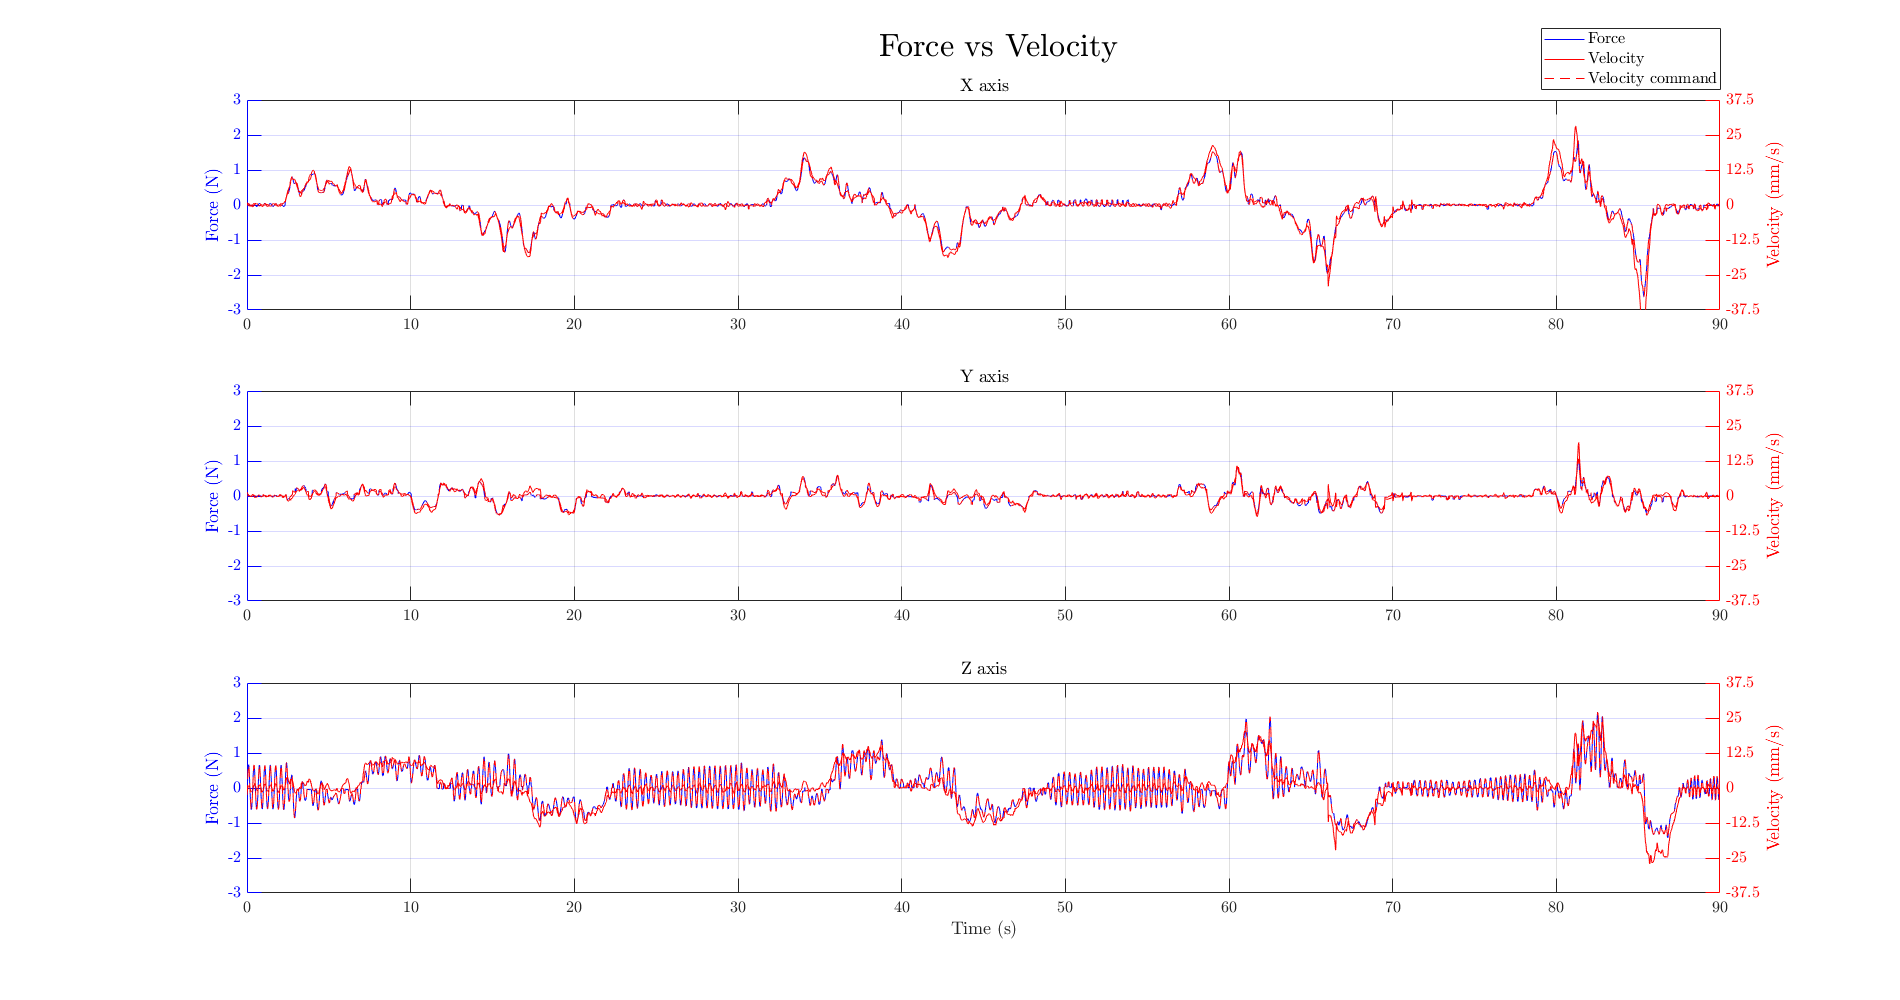 Force vs Velocity
Force
Velocity
Velocity command
X axis
3
2
1
0
-1
-2
-3
Force (N)
37.5
25
12.5
0
-12.5
-25
-37.5
Velocity (mm/s)
0 10 20 30 40 50 60 70 80 90
Y axis
3
2
1
0
-1
-2
-3
Force (N)
37.5
25
12.5
0
-12.5
-25
-37.5
Velocity (mm/s)
0 10 20 30 40 50 60 70 80 90
Z axis
3
2
1
0
-1
-2
-3
Force (N)
37.5
25
12.5
0
-12.5
-25
-37.5
Velocity (mm/s)
0 10 20 30 40 50 60 70 80 90
Time (s)